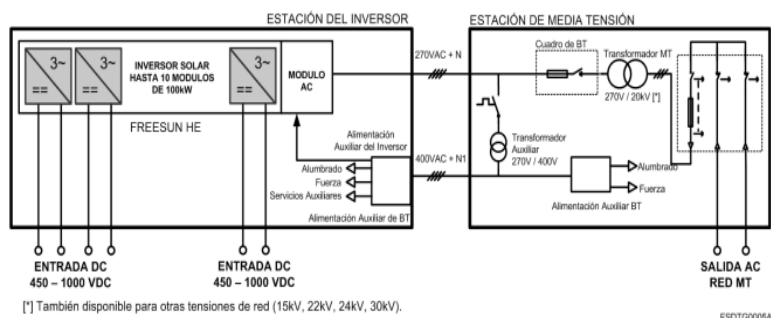 ESTACIÓN DEL INVERSOR
ESTACIÓN DE MEDIA TENSIÓN
3~
3~
INVERSOR SOLAR
HASTA 10 MODULOS
DE 100kW
3~
MODULO
AC
FREESUN HE
270VAC + N
Cuadro de BT
Transformador MT
270V / 20kV [*]
Alimentación
Auxiliar del Inversor
Alumbrado
Fuerza
Servicios Auxiliares
Alimentación Auxiliar de BT
400VAC + N1
Transformador
Auxiliar
270V / 400V
Alumbrado
Fuerza
Alimentación Auxiliar BT
ENTRADA DC
450 – 1000 VDC
ENTRADA DC
450 – 1000 VDC
SALIDA AC
RED MT
[*] También disponible para otras tensiones de red (15kV, 22kV, 24kV, 30kV).
ESDTG0005A